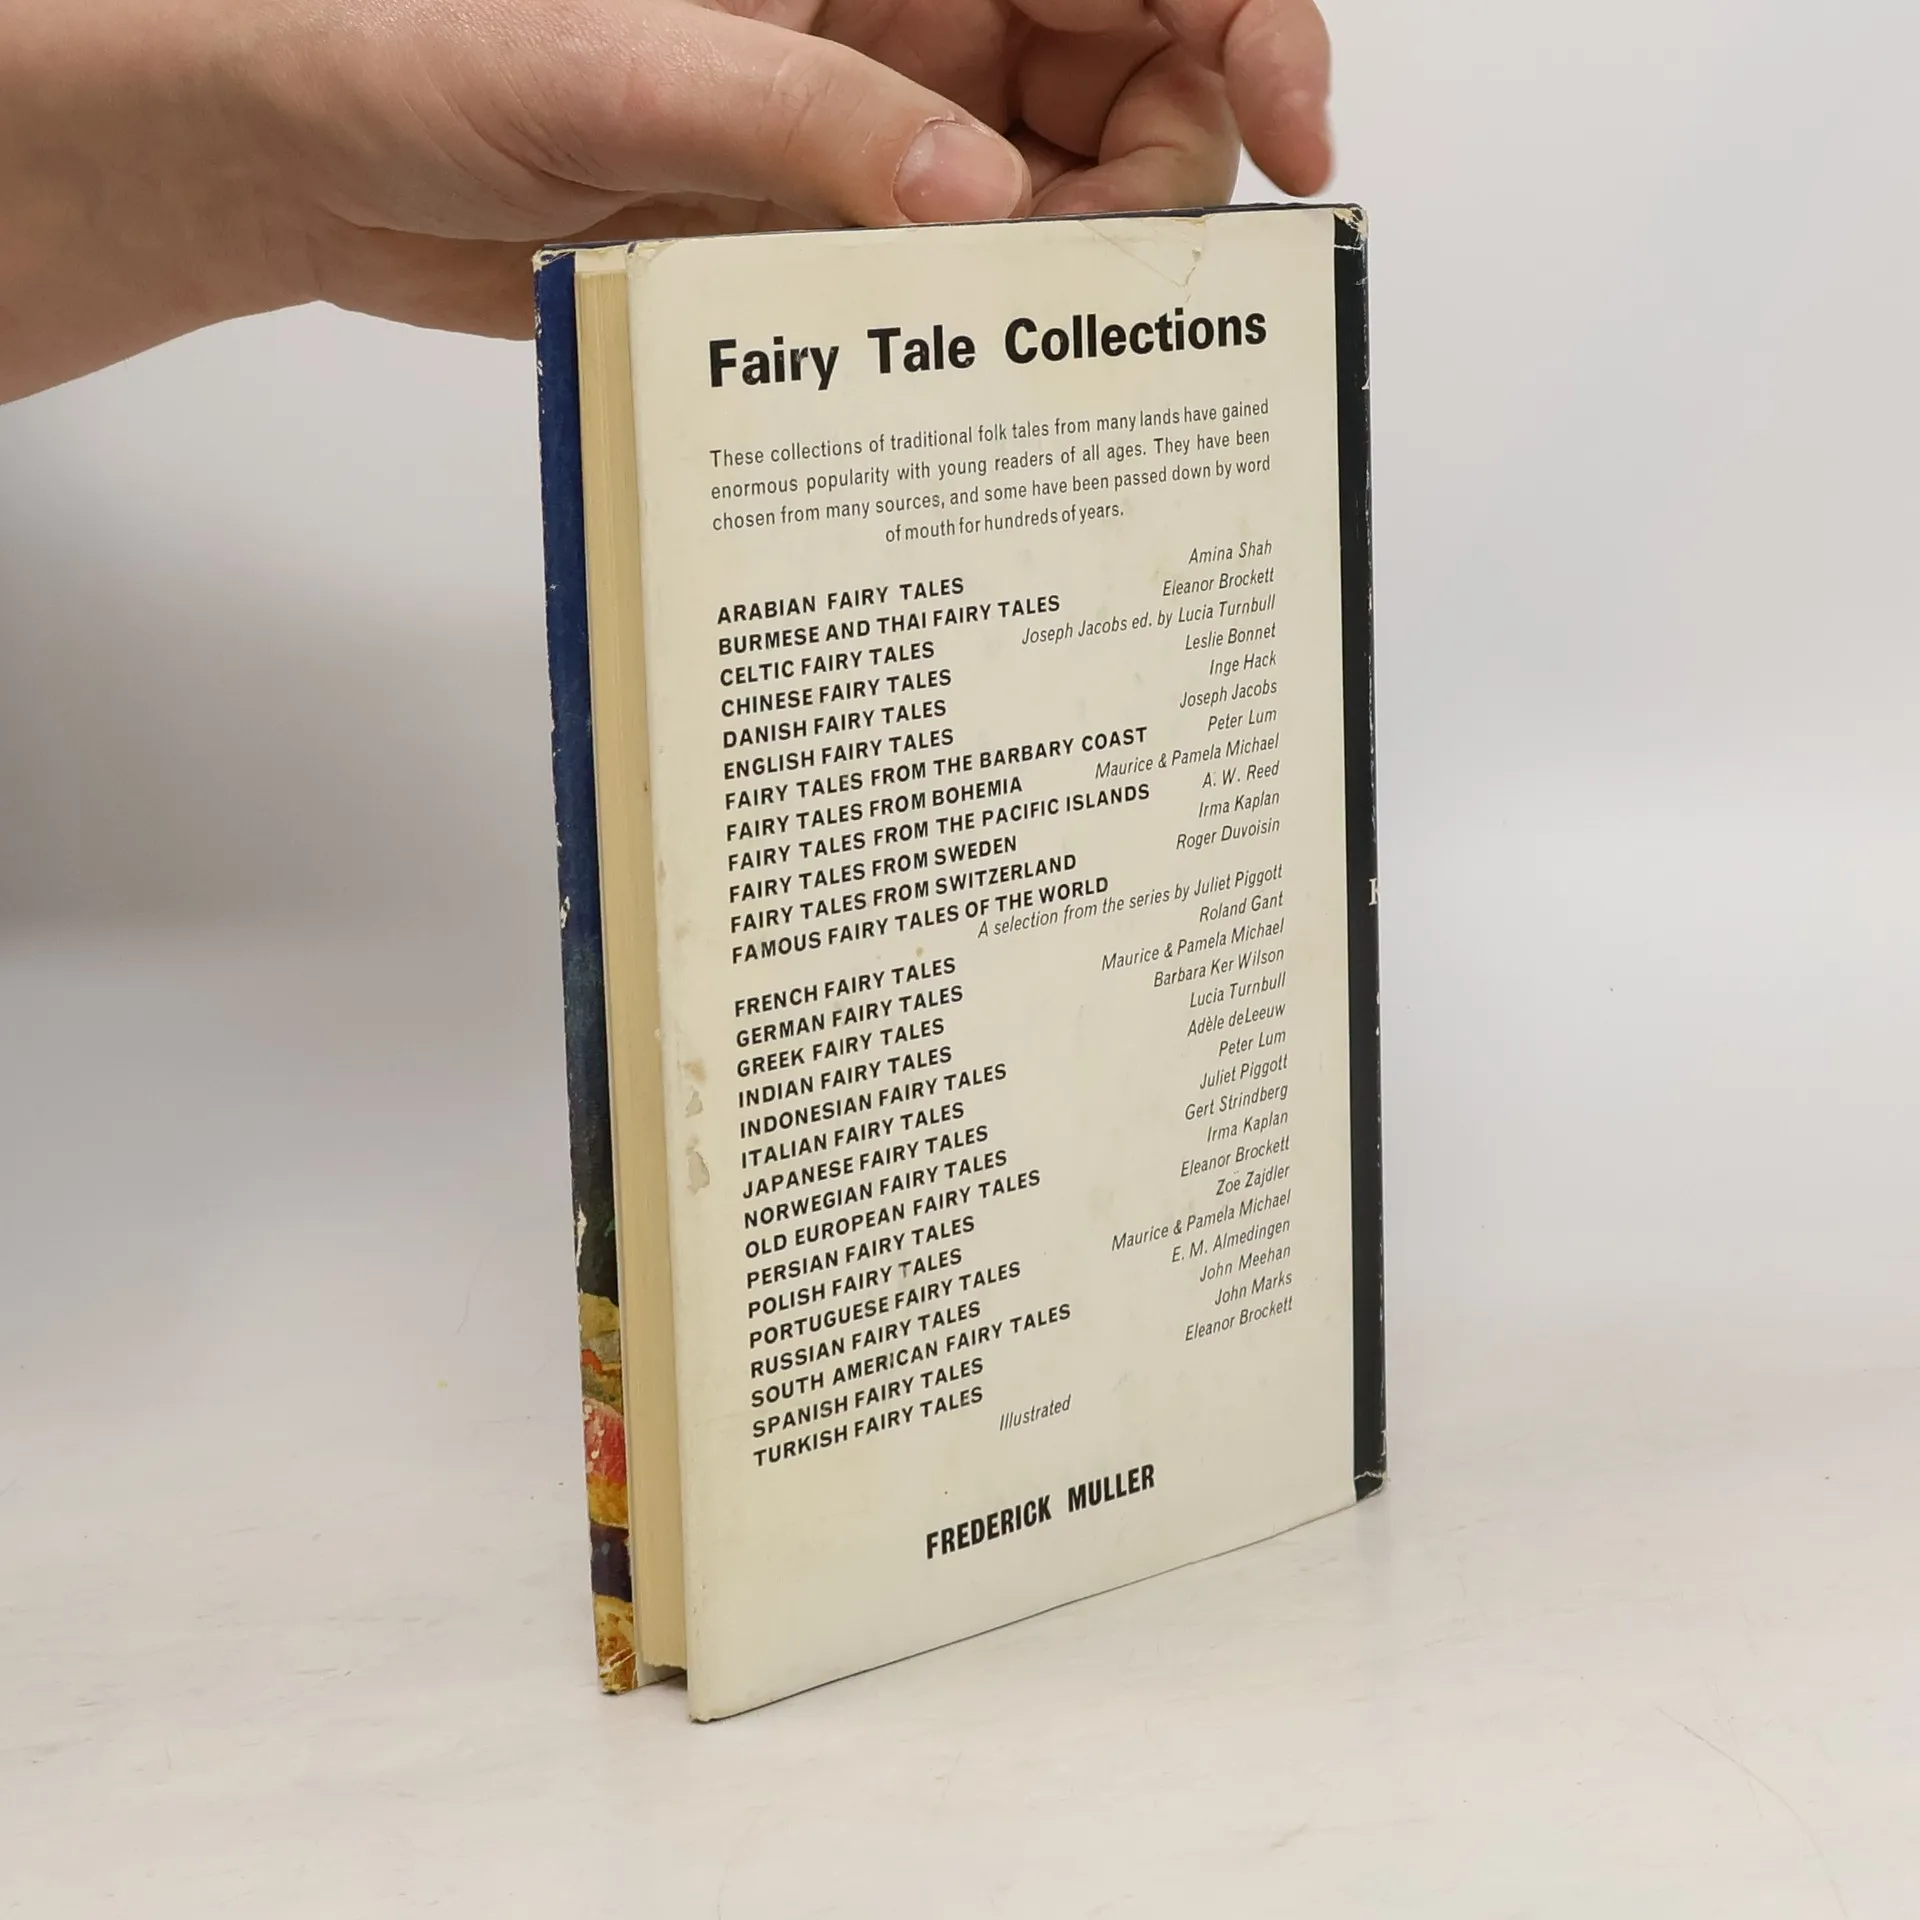 Fairy Tale Collections
These collections of traditional folk tales from many lands have gained
enormous popularity with young readers of all ages. They have been
chosen from many sources, and some have been passed down by word
of mouth for hundreds of years.
ARABIAN FAIRY TALES Amina Shah
BURMESE AND THAI FAIRY TALES Eleanor Brockett
CELTIC FAIRY TALES Joseph Jacobs ed. by Lucia Turnbull
CHINESE FAIRY TALES Leslie Bonnet
DANISH FAIRY TALES Inge Hack
ENGLISH FAIRY TALES Joseph Jacobs
FAIRY TALES FROM THE BARBARY COAST Peter Lum
FAIRY TALES FROM BOHEMIA Maurice & Pamela Michael
FAIRY TALES FROM THE PACIFIC ISLANDS A. W. Reed
FAIRY TALES FROM SWEDEN Irma Kaplan
FAIRY TALES FROM SWITZERLAND Roger Duvoisin
FAMOUS FAIRY TALES OF THE WORLD
A selection from the series by Juliet Piggott
FRENCH FAIRY TALES Roland Gant
GERMAN FAIRY TALES Maurice & Pamela Michael
GREEK FAIRY TALES Barbara Ker Wilson
INDIAN FAIRY TALES Lucia Turnbull
INDONESIAN FAIRY TALES Adèle deLeeuw
ITALIAN FAIRY TALES Peter Lum
JAPANESE FAIRY TALES Juliet Piggott
NORWEGIAN FAIRY TALES Gert Strindberg
OLD EUROPEAN FAIRY TALES Irma Kaplan
PERSIAN FAIRY TALES Eleanor Brockett
POLISH FAIRY TALES Zoë Zajdler
PORTUGUESE FAIRY TALES Maurice & Pamela Michael
RUSSIAN FAIRY TALES E. M. Almedingen
SOUTH AMERICAN FAIRY TALES John Meehan
SPANISH FAIRY TALES John Marks
TURKISH FAIRY TALES Eleanor Brockett
Illustrated
FREDERICK MULLER